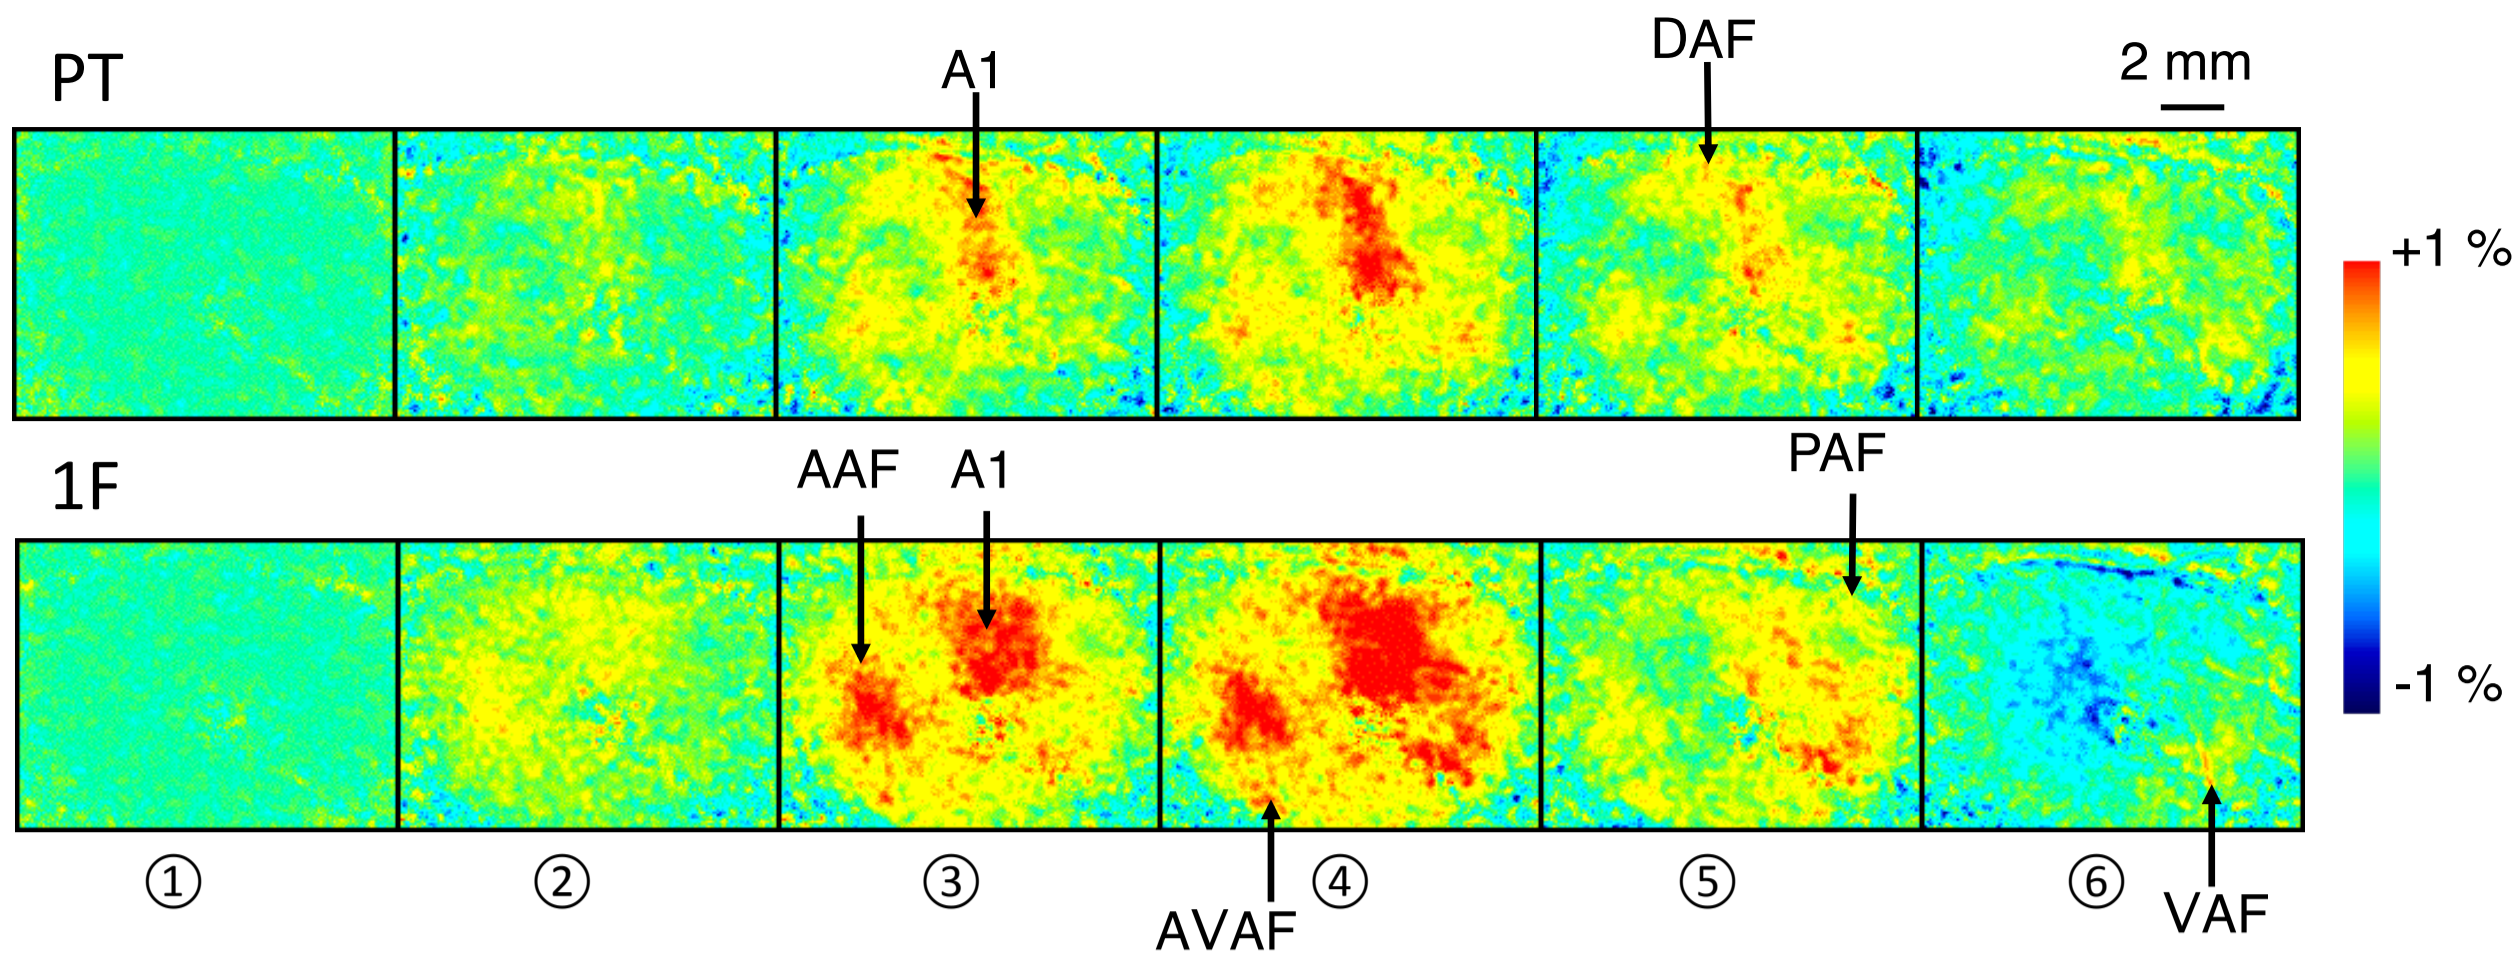 PT
A1
DAF
2 mm
+1 %
-1 %
1F
AAF
A1
PAF
① ② ③ ④ ⑤ ⑥
AVAF
VAF